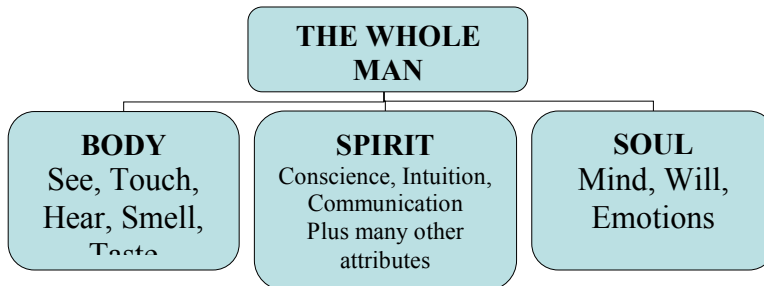 THE WHOLE
MAN
BODY
See, Touch,
Hear, Smell,
Taste
SPIRIT
Conscience, Intuition,
Communication
Plus many other
attributes
SOUL
Mind, Will,
Emotions